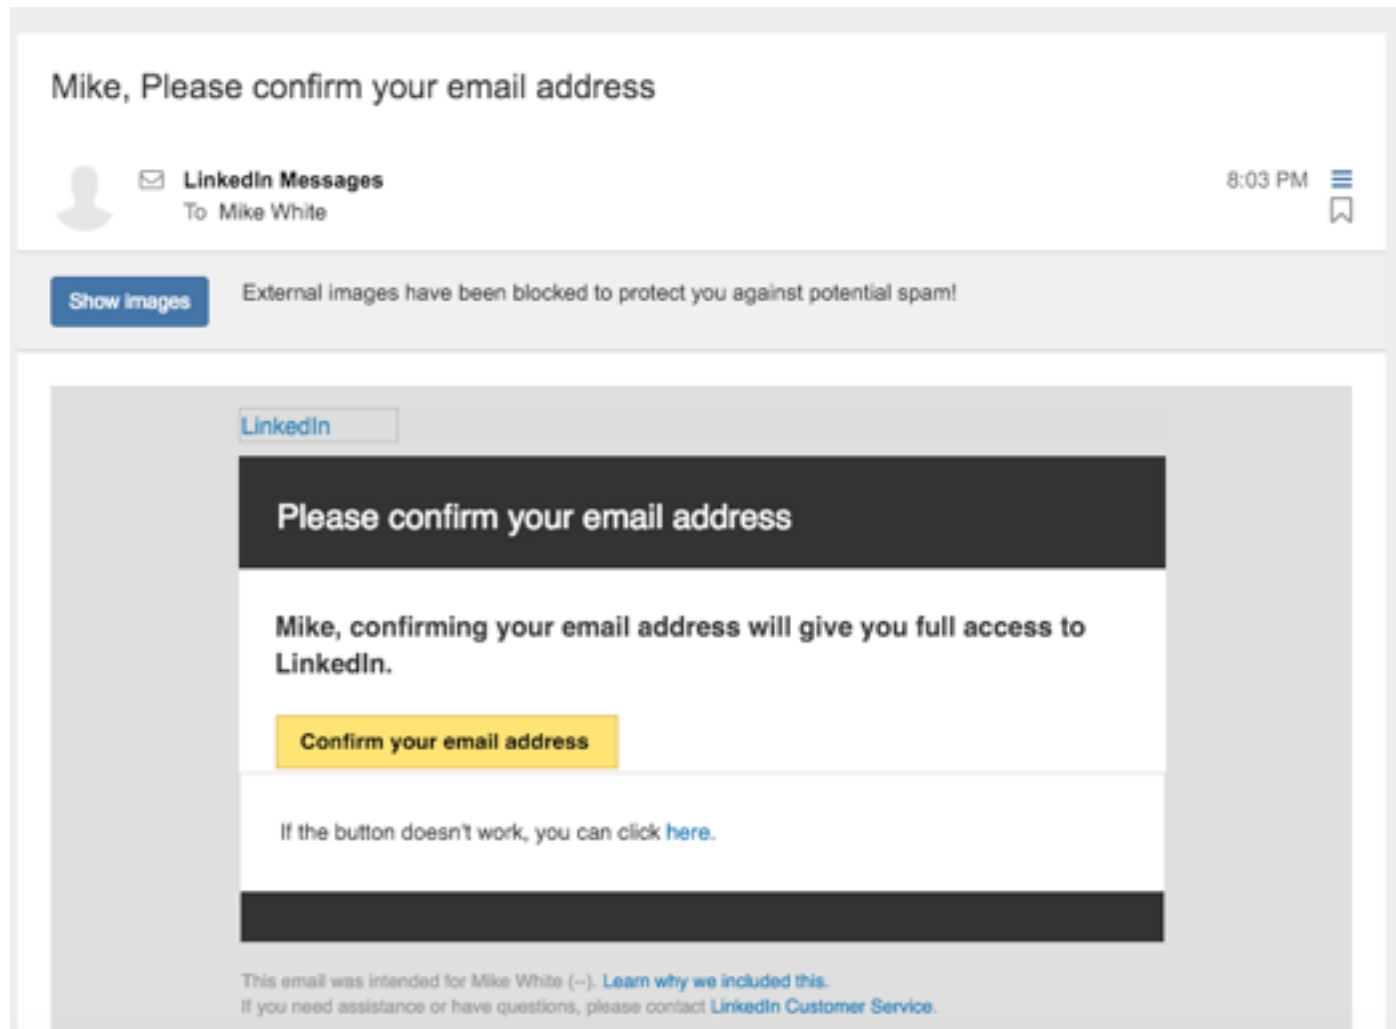 Mike, Please confirm your email address
LinkedIn Messages
8:03 PM
To Mike White
Show images
External images have been blocked to protect you against potential spam!
LinkedIn
Please confirm your email address
Mike, confirming your email address will give you full access to
LinkedIn.
Confirm your email address
If the button doesn't work, you can click here.
This email was intended for Mike White (--). Learn why we included this.
If you need assistance or have questions, please contact LinkedIn Customer Service.